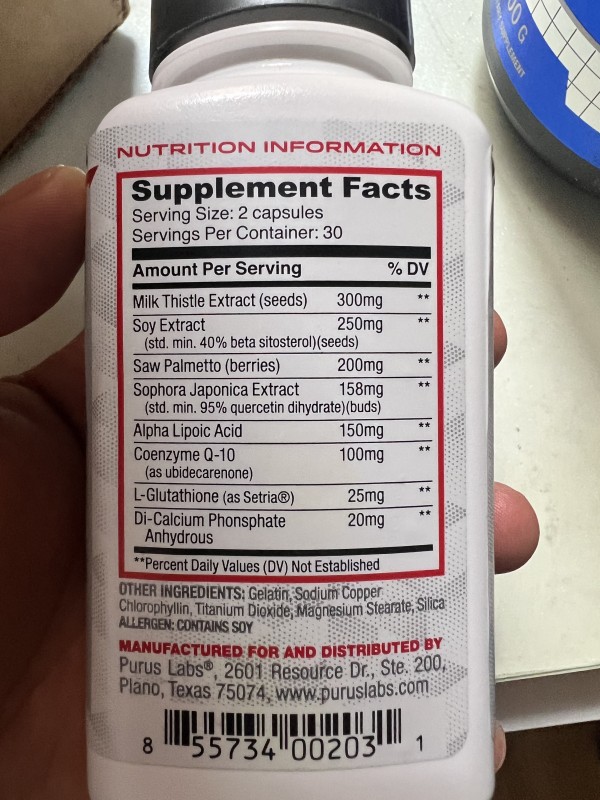 00 G
ARY SUPPLEMENT
NUTRITION INFORMATION
Supplement Facts
Serving Size: 2 capsules
Servings Per Container: 30
Amount Per Serving % DV
Milk Thistle Extract (seeds) 300mg **
Soy Extract 250mg **
(std. min. 40% beta sitosterol)(seeds)
Saw Palmetto (berries) 200mg **
Sophora Japonica Extract 158mg **
(std. min. 95% quercetin dihydrate)(buds)
Alpha Lipoic Acid 150mg **
Coenzyme Q-10 100mg **
(as ubidecarenone)
L-Glutathione (as Setria®) 25mg **
Di-Calcium Phonsphate 20mg **
Anhydrous
**Percent Daily Values (DV) Not Established
OTHER INGREDIENTS: Gelatin, Sodium Copper
Chlorophyllin, Titanium Dioxide, Magnesium Stearate, Silica
ALLERGEN: CONTAINS SOY
MANUFACTURED FOR AND DISTRIBUTED BY
Purus Labs®, 2601 Resource Dr., Ste. 200,
Plano, Texas 75074, www.puruslabs.com
8 55734 00203 1